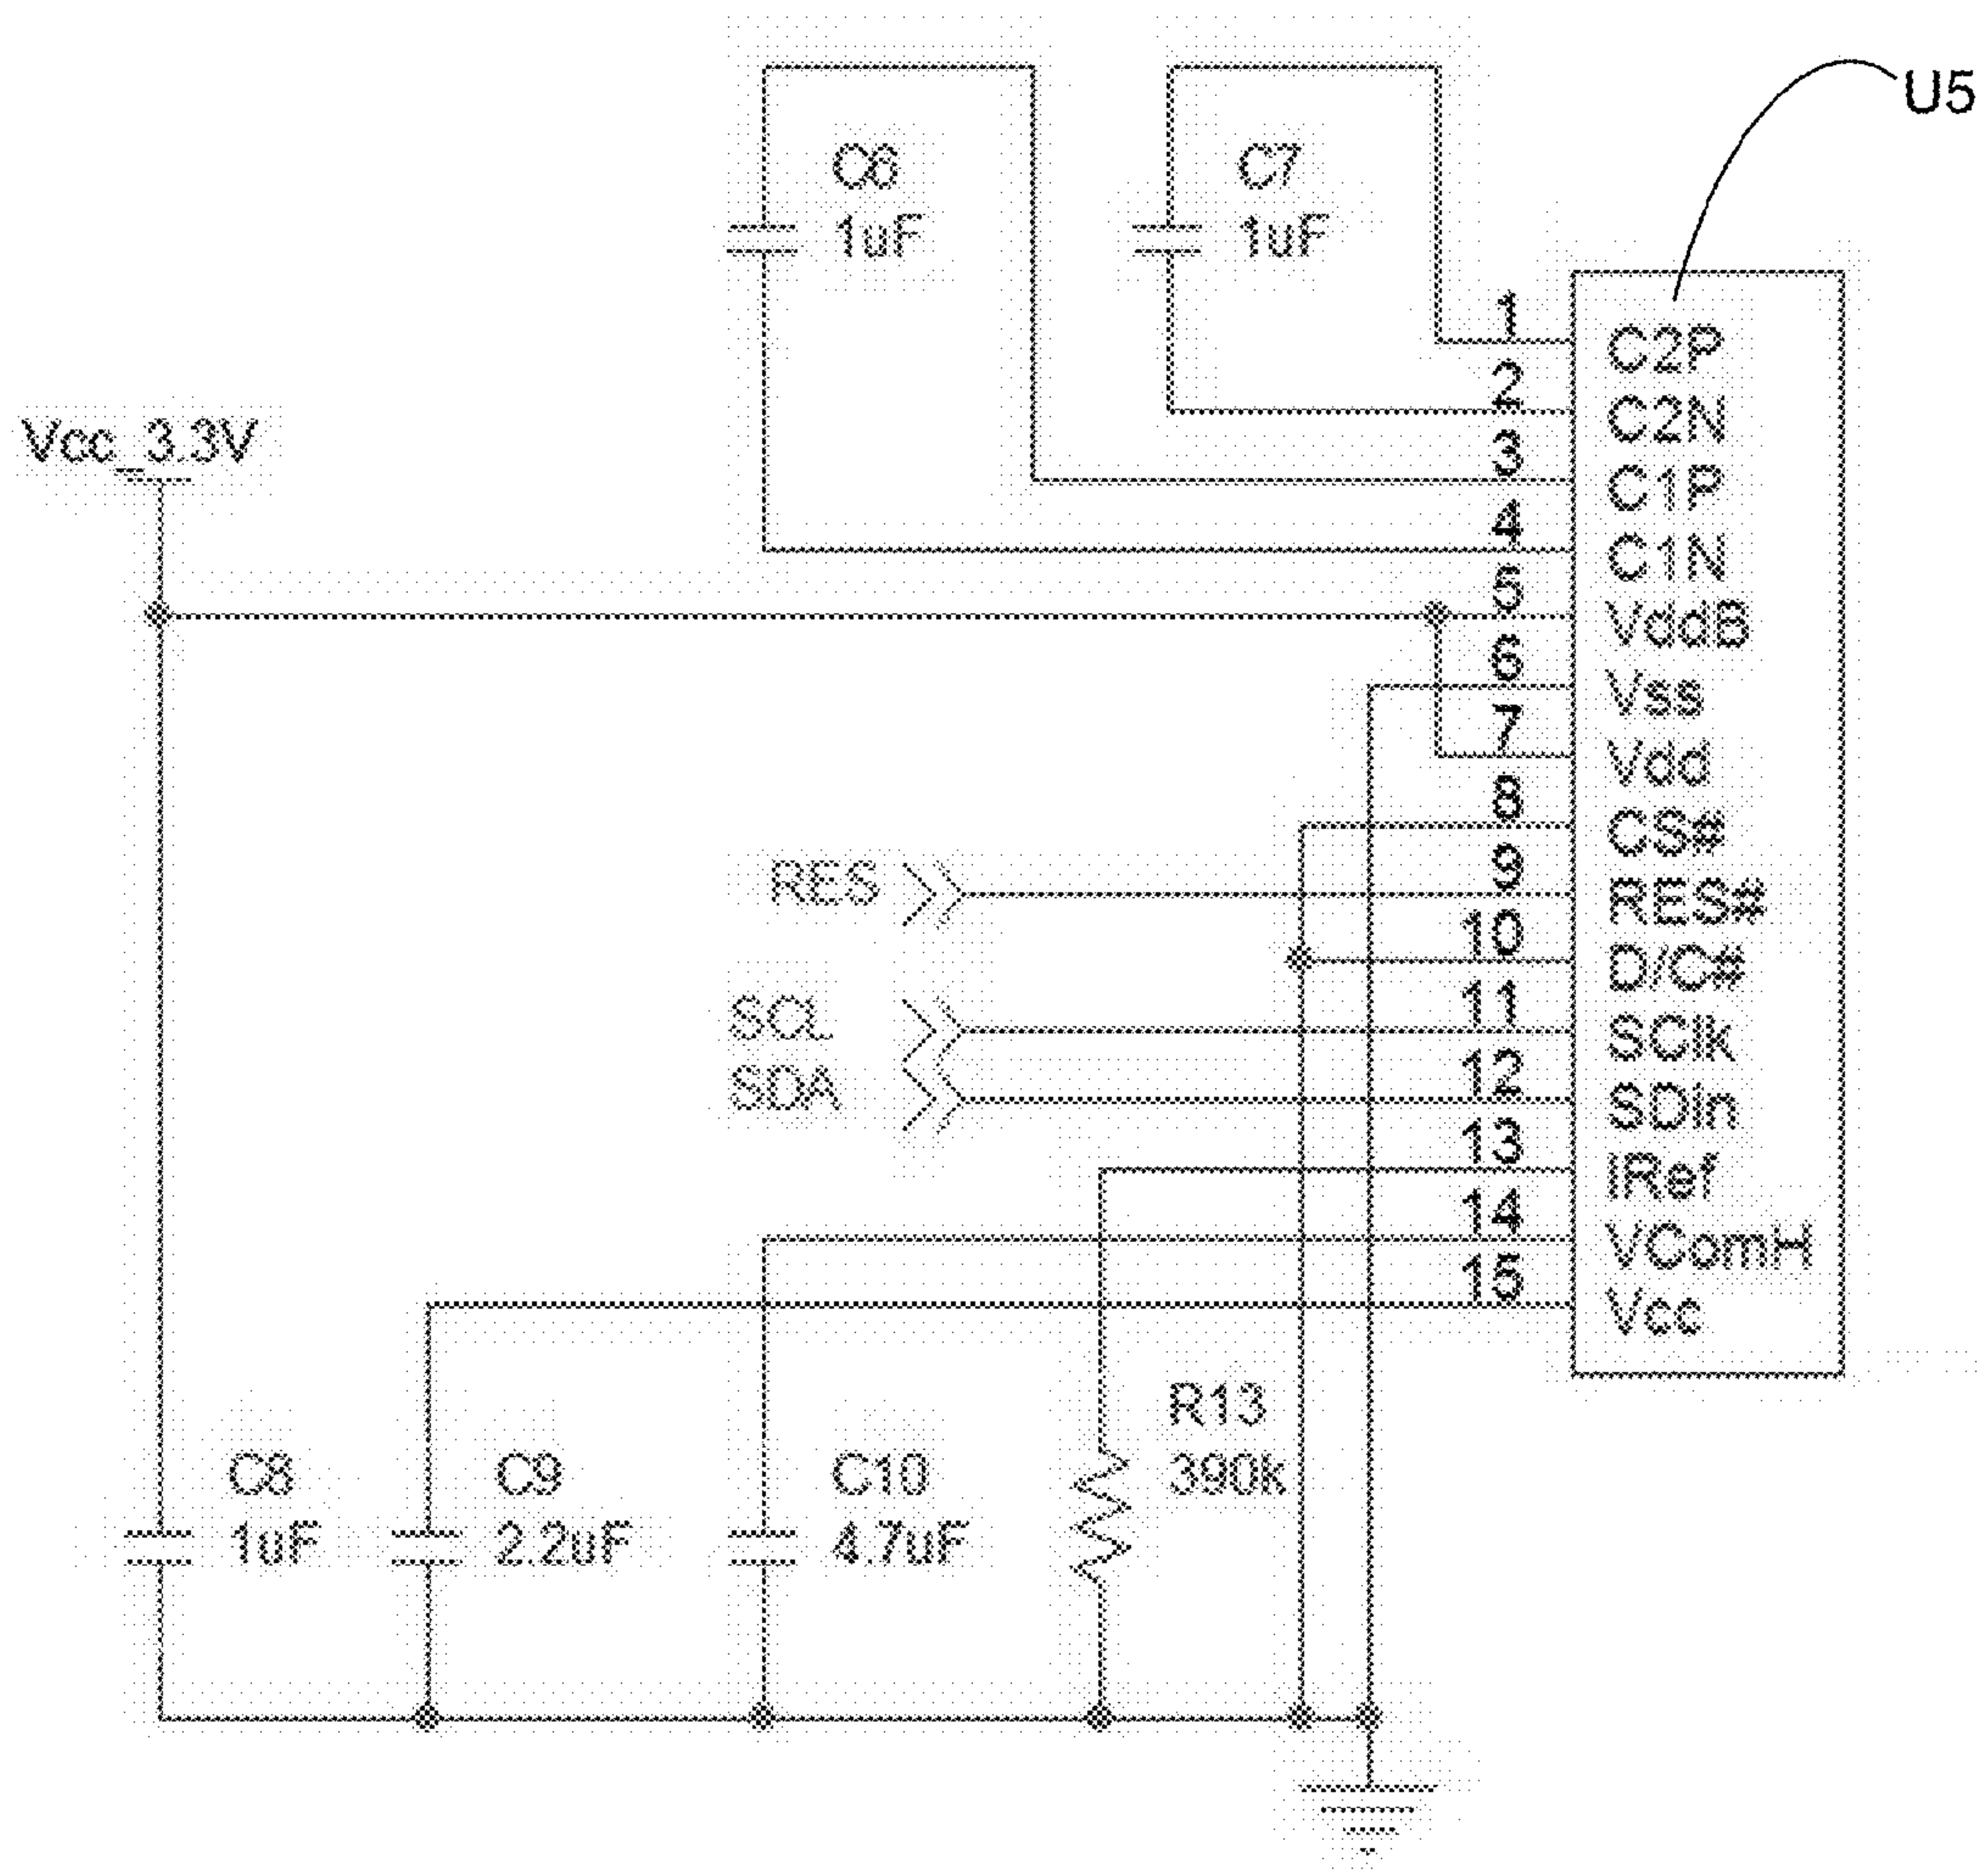 U5
C6
1uF
C7
1uF
Vcc_3.3V
1
C2P
2
C2N
3
C1P
4
C1N
5
VddB
6
Vss
7
Vdd
8
CS#
RES
9
RES#
10
D/C#
SCL
11
SClk
SDA
12
SDin
13
IRef
14
VComH
15
Vcc
C8
1uF
C9
2.2uF
C10
4.7uF
R13
390k